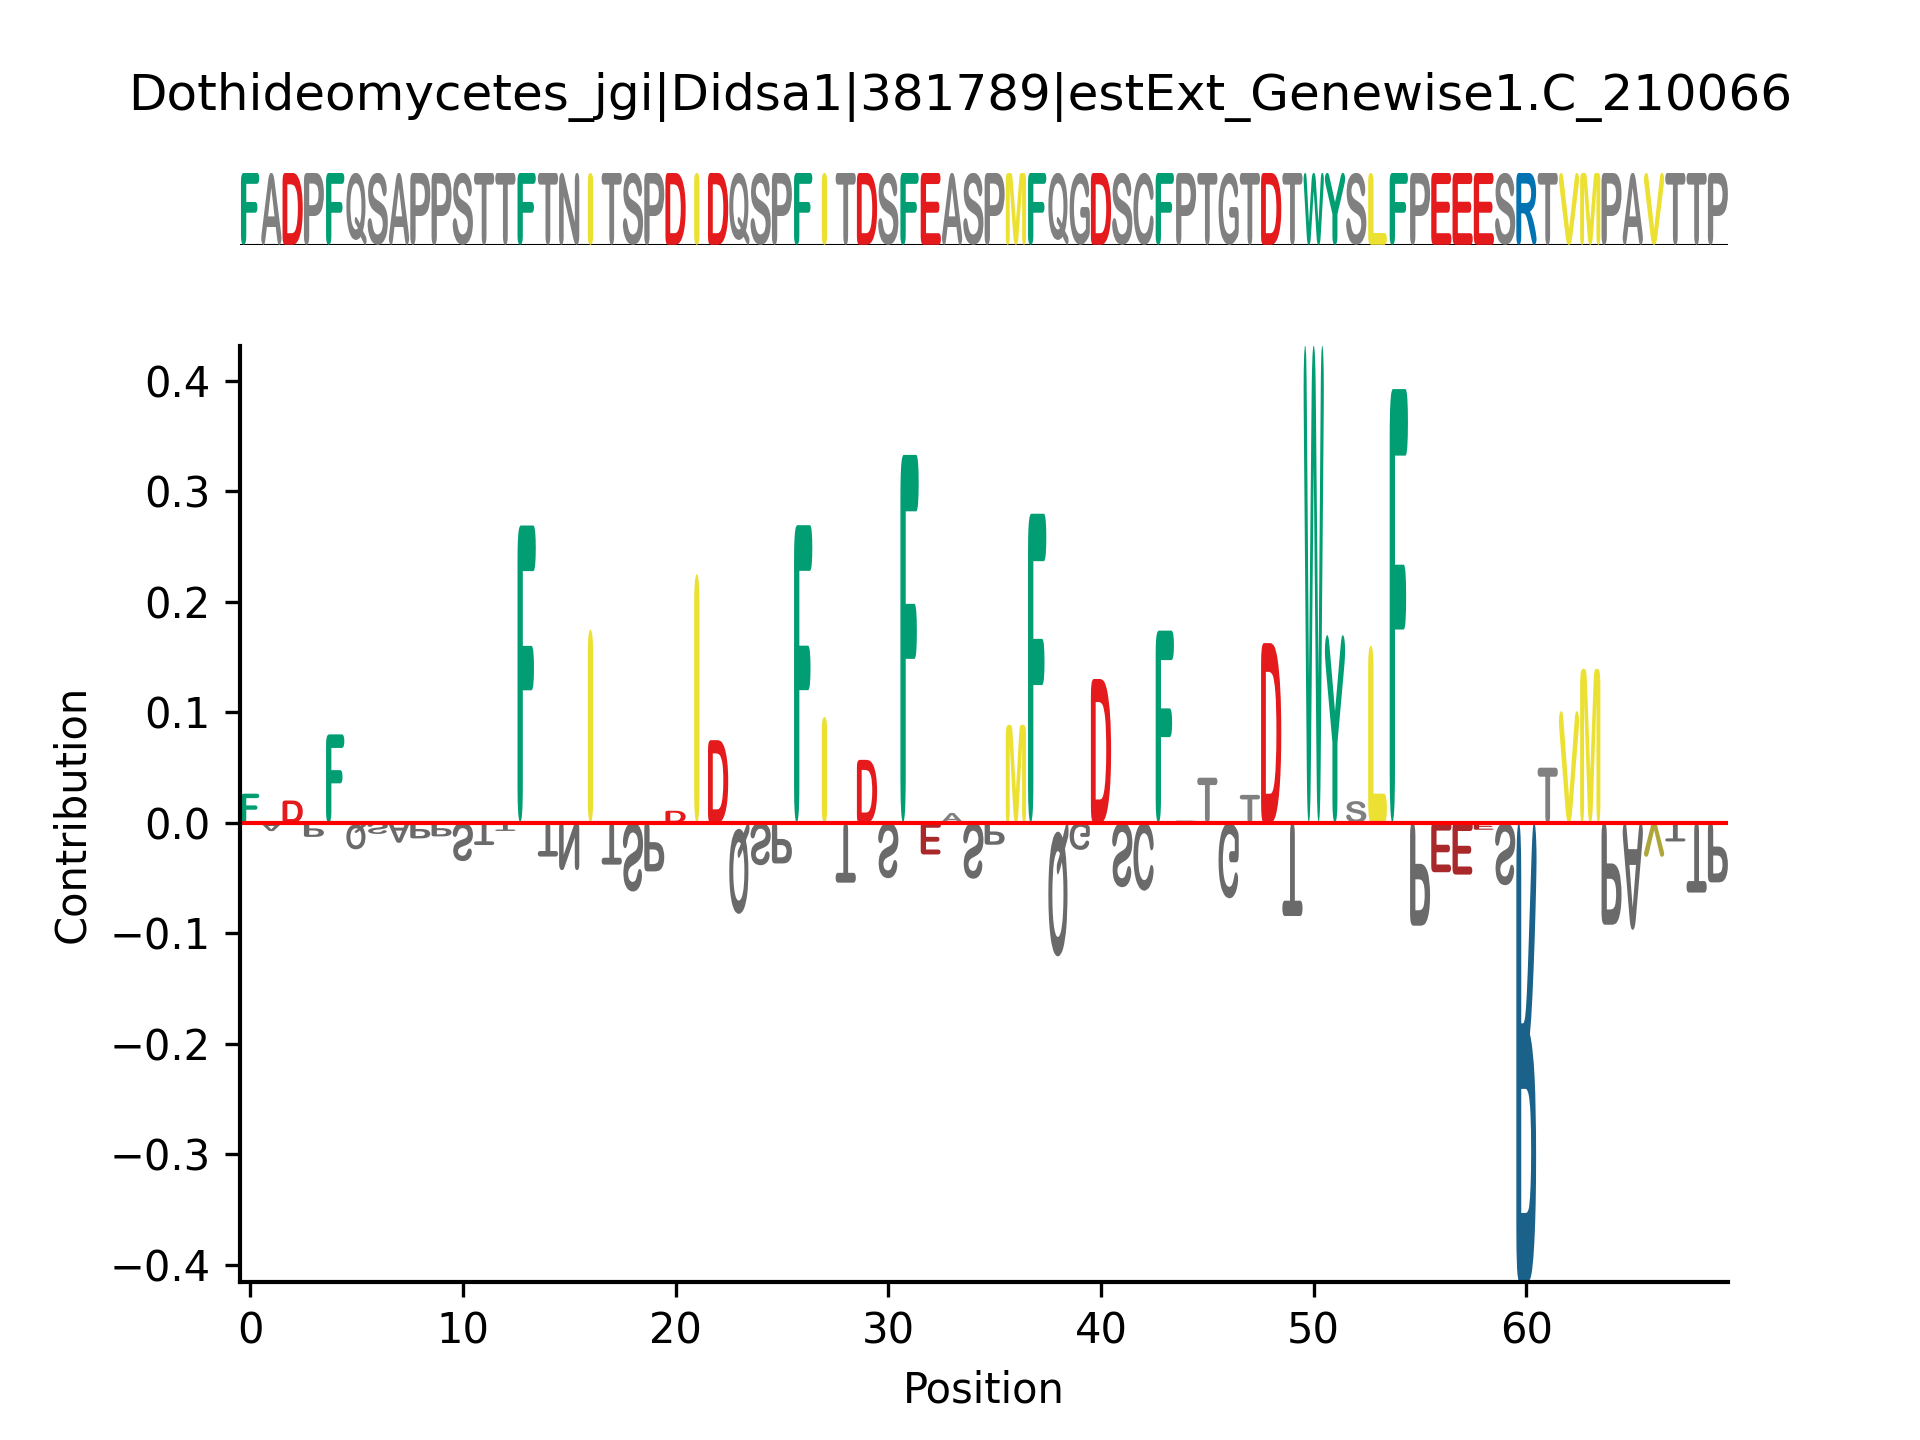 Dothideomycetes_jgi|Didsa1|381789|estExt_Genewise1.C_210066
FADPFQSAPPSTTFTNITSPDIDQSPFITDSFEASPMFQGDSCFPTGTDTWYSLFPEEESRTVMPAVTTP
Contribution
0.4
0.3
0.2
0.1
0.0
−0.1
−0.2
−0.3
−0.4
FADPFQSAPPSTTFTNITSPDIDQSPFITDSFEASPMFQGDSCFPTGTDTWYSLFPEEESRTVMPAVTTP
0 10 20 30 40 50 60
Position